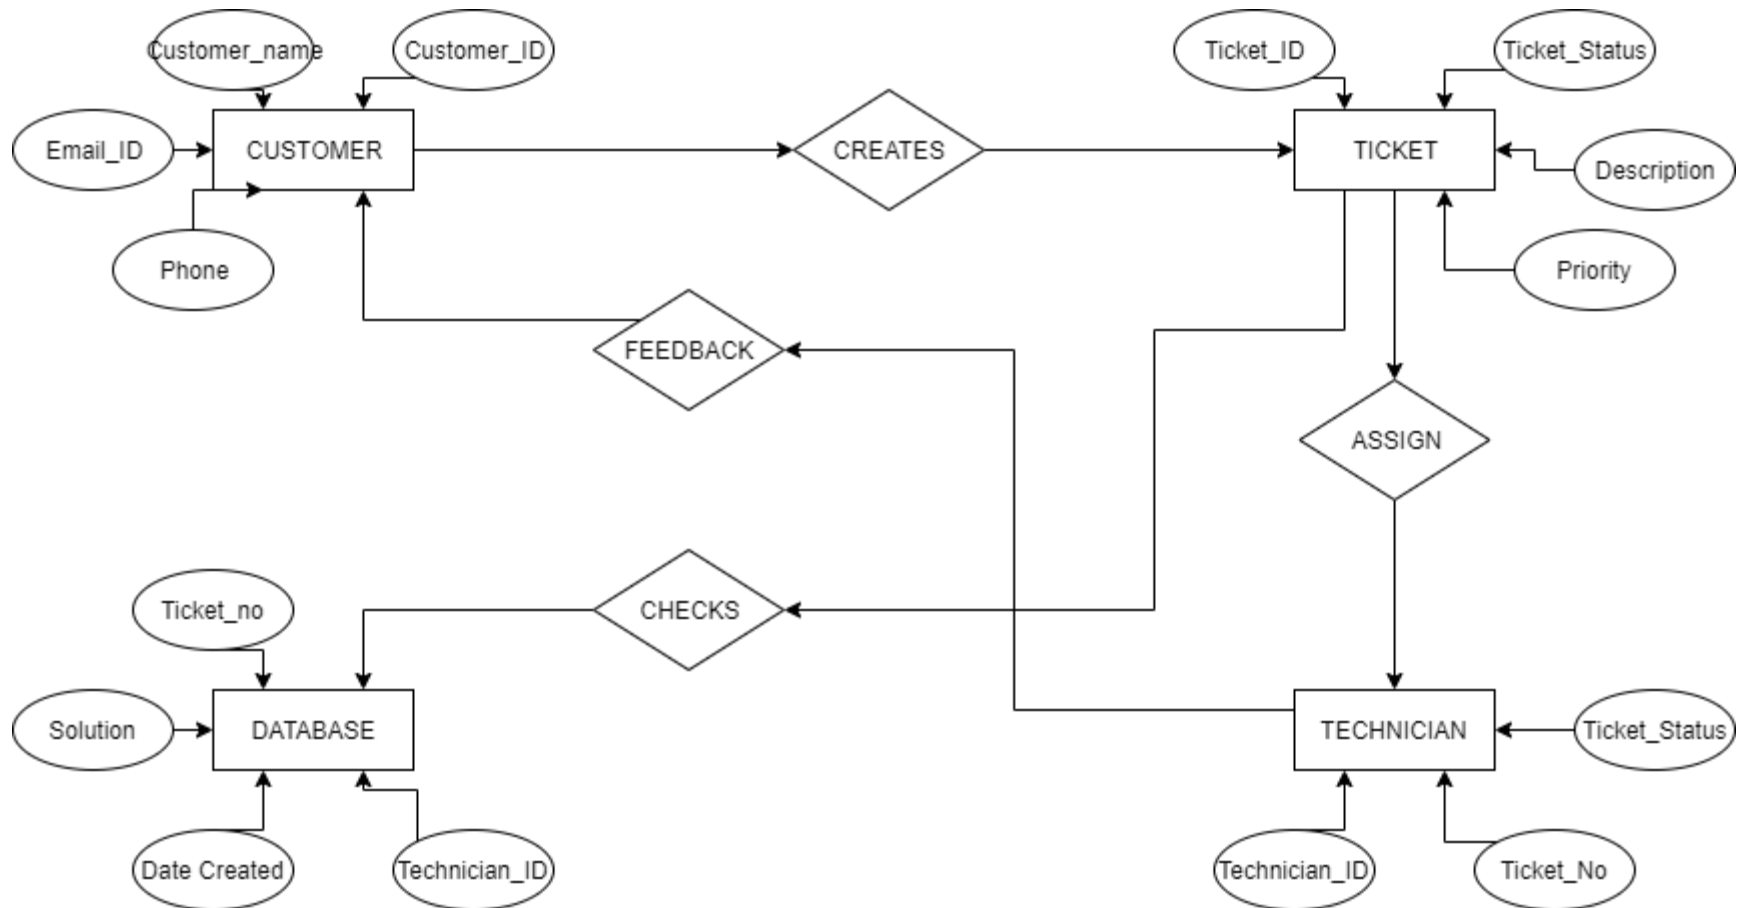 Customer_name
Customer_ID
Ticket_ID
Ticket_Status
Email_ID
CUSTOMER
CREATES
TICKET
Description
Phone
Priority
FEEDBACK
ASSIGN
Ticket_no
CHECKS
Solution
DATABASE
TECHNICIAN
Ticket_Status
Date Created
Technician_ID
Technician_ID
Ticket_No